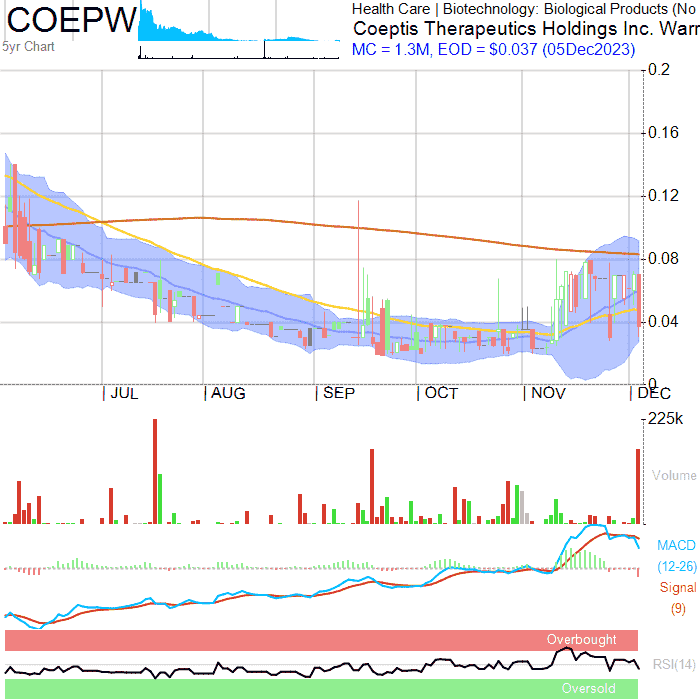 COEPW
5yr Chart
Health Care | Biotechnology: Biological Products (No
Coeptis Therapeutics Holdings Inc. Warr
MC = 1.3M, EOD = $0.037 (05Dec2023)
0.2
0.16
0.12
0.08
0.04
0
JUL
AUG
SEP
OCT
NOV
DEC
225k
Volume
MACD
(12-26)
Signal
(9)
Overbought
RSI(14)
Oversold